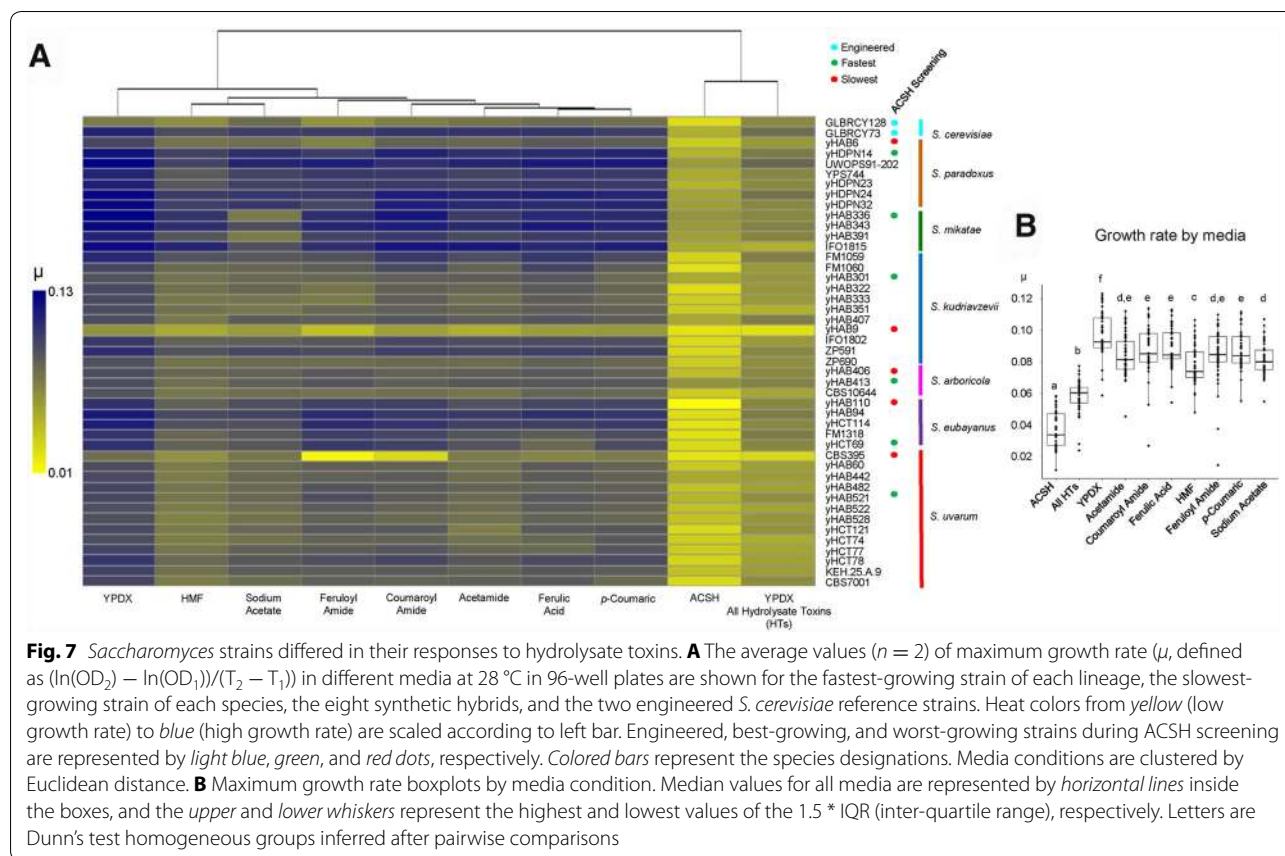 A
Engineered
Fastest
Slowest
ACSH Screening
GLBRCY128
GLBRCY73
yHAB6
yHDPN14
UWOPS91-202
YPS744
yHDPN23
yHDPN24
yHDPN32
yHAB336
yHAB343
yHAB391
IFO1815
FM1059
FM1060
yHAB301
yHAB322
yHAB333
yHAB351
yHAB407
yHAB9
IFO1802
ZP591
ZP690
yHAB406
yHAB413
CBS10644
yHAB110
yHAB94
yHCT114
FM1318
yHCT69
CBS395
yHAB60
yHAB442
yHAB482
yHAB521
yHAB522
yHAB528
yHCT121
yHCT74
yHCT77
yHCT78
KEH.25.A.9
CBS7001
S. cerevisiae
S. paradoxus
S. mikatae
S. kudriavzevii
S. arboricola
S. eubayanus
S. uvarum
μ
0.13
0.01
YPDX
HMF
Sodium
Acetate
Feruloyl
Amide
Coumaroyl
Amide
Acetamide
Ferulic
Acid
p-Coumaric
ACSH
YPDX
All Hydrolysate Toxins
(HTs)
B
Growth rate by media
μ
0.12
0.10
0.08
0.06
0.04
0.02
a
b
f
d,e
e
e
c
d,e
e
d
ACSH
All HTs
YPDX
Acetamide
Coumaroyl Amide
Ferulic Acid
HMF
Feruloyl Amide
p-Coumaric
Sodium Acetate
Fig. 7 Saccharomyces strains differed in their responses to hydrolysate toxins. A The average values (n = 2) of maximum growth rate (μ, defined
as (ln(OD₂) − ln(OD₁))/(T₂ − T₁)) in different media at 28 °C in 96-well plates are shown for the fastest-growing strain of each lineage, the slowest-
growing strain of each species, the eight synthetic hybrids, and the two engineered S. cerevisiae reference strains. Heat colors from yellow (low
growth rate) to blue (high growth rate) are scaled according to left bar. Engineered, best-growing, and worst-growing strains during ACSH screening
are represented by light blue, green, and red dots, respectively. Colored bars represent the species designations. Media conditions are clustered by
Euclidean distance. B Maximum growth rate boxplots by media condition. Median values for all media are represented by horizontal lines inside
the boxes, and the upper and lower whiskers represent the highest and lowest values of the 1.5 * IQR (inter-quartile range), respectively. Letters are
Dunn's test homogeneous groups inferred after pairwise comparisons